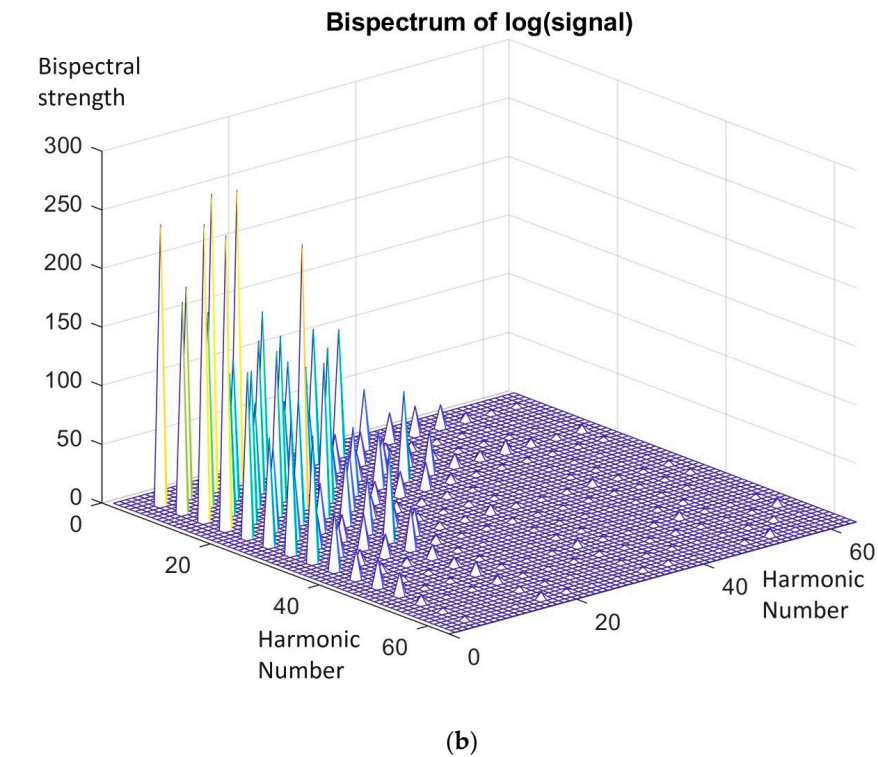 Bispectrum of log(signal)
Bispectral
strength
300
250
200
150
100
50
0
0
20
40
60
Harmonic
Number
0
20
40
60
Harmonic
Number
(b)